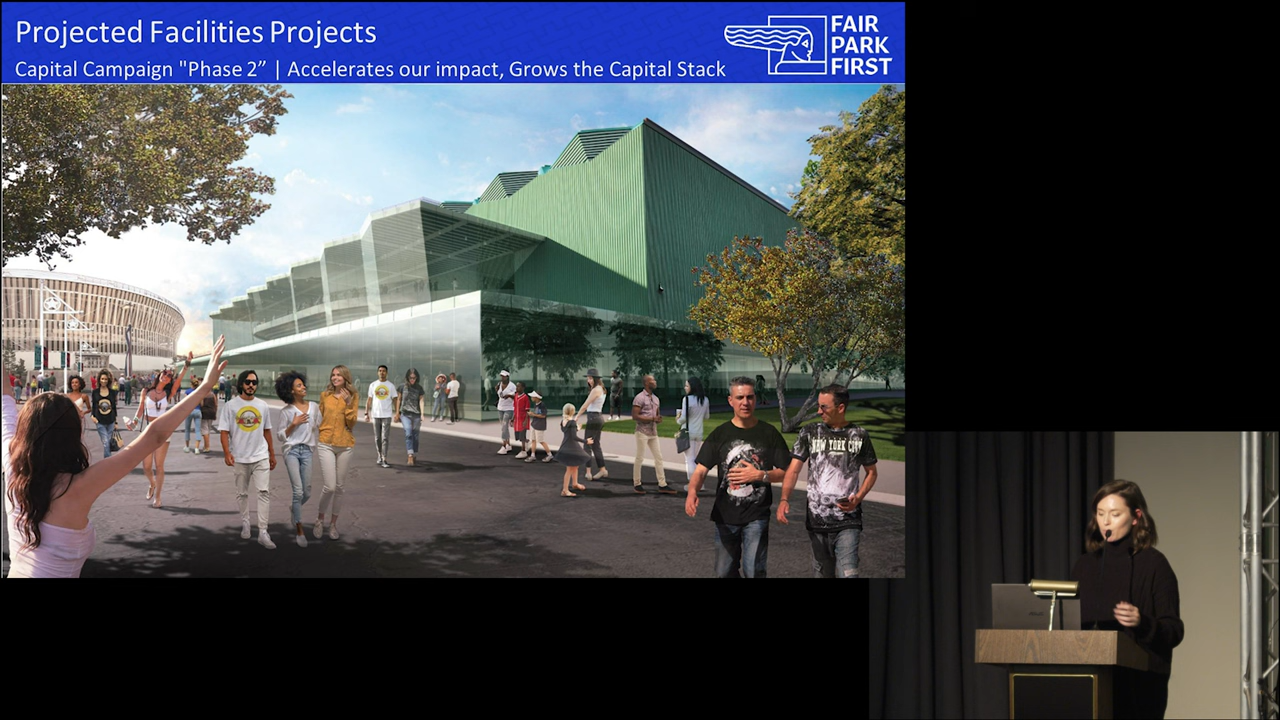 Projected Facilities Projects
Capital Campaign "Phase 2” | Accelerates our impact, Grows the Capital Stack
FAIR
PARK
FIRST
NEW YORK CITY